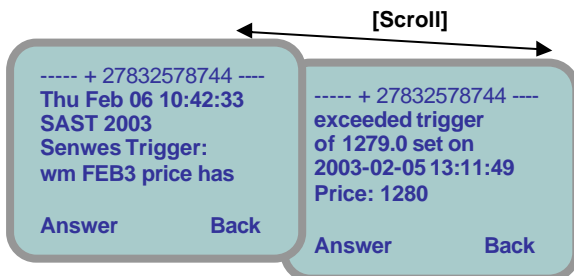 [Scroll]
----- + 27832578744 ----
Thu Feb 06 10:42:33
SAST 2003
Senwes Trigger:
wm FEB3 price has
Answer Back
----- + 27832578744 ----
exceeded trigger
of 1279.0 set on
2003-02-05 13:11:49
Price: 1280
Answer Back